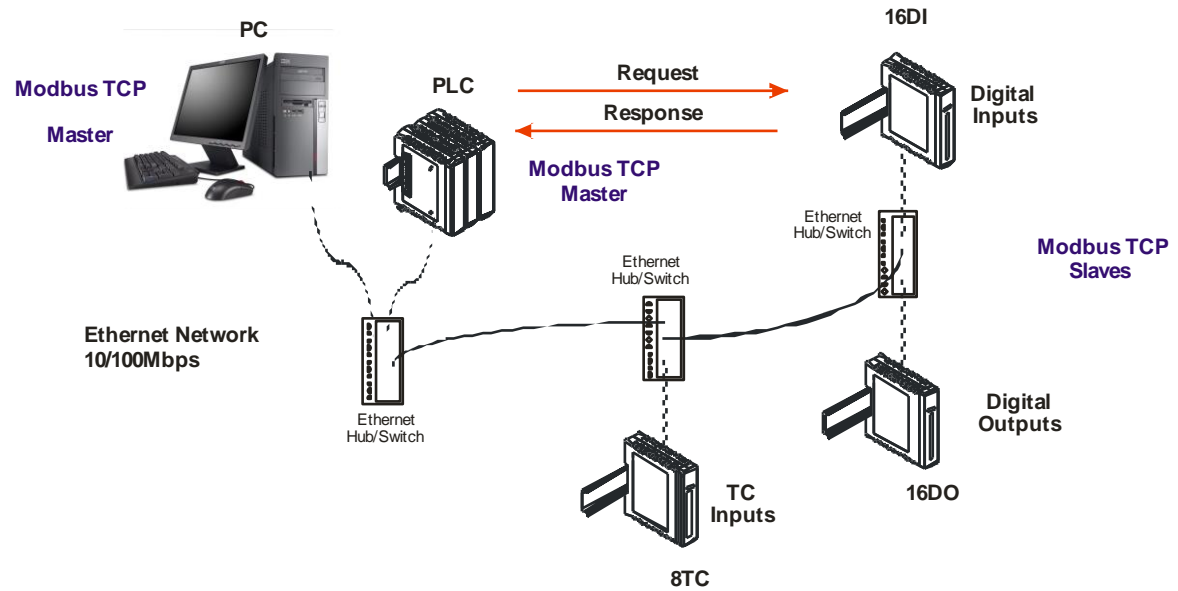 PC
16DI
Modbus TCP
Master
PLC
Request
Response
Digital
Inputs
Modbus TCP
Master
Ethernet
Hub/Switch
Modbus TCP
Slaves
Ethernet
Hub/Switch
Ethernet Network
10/100Mbps
Ethernet
Hub/Switch
Digital
Outputs
TC
Inputs
16DO
8TC